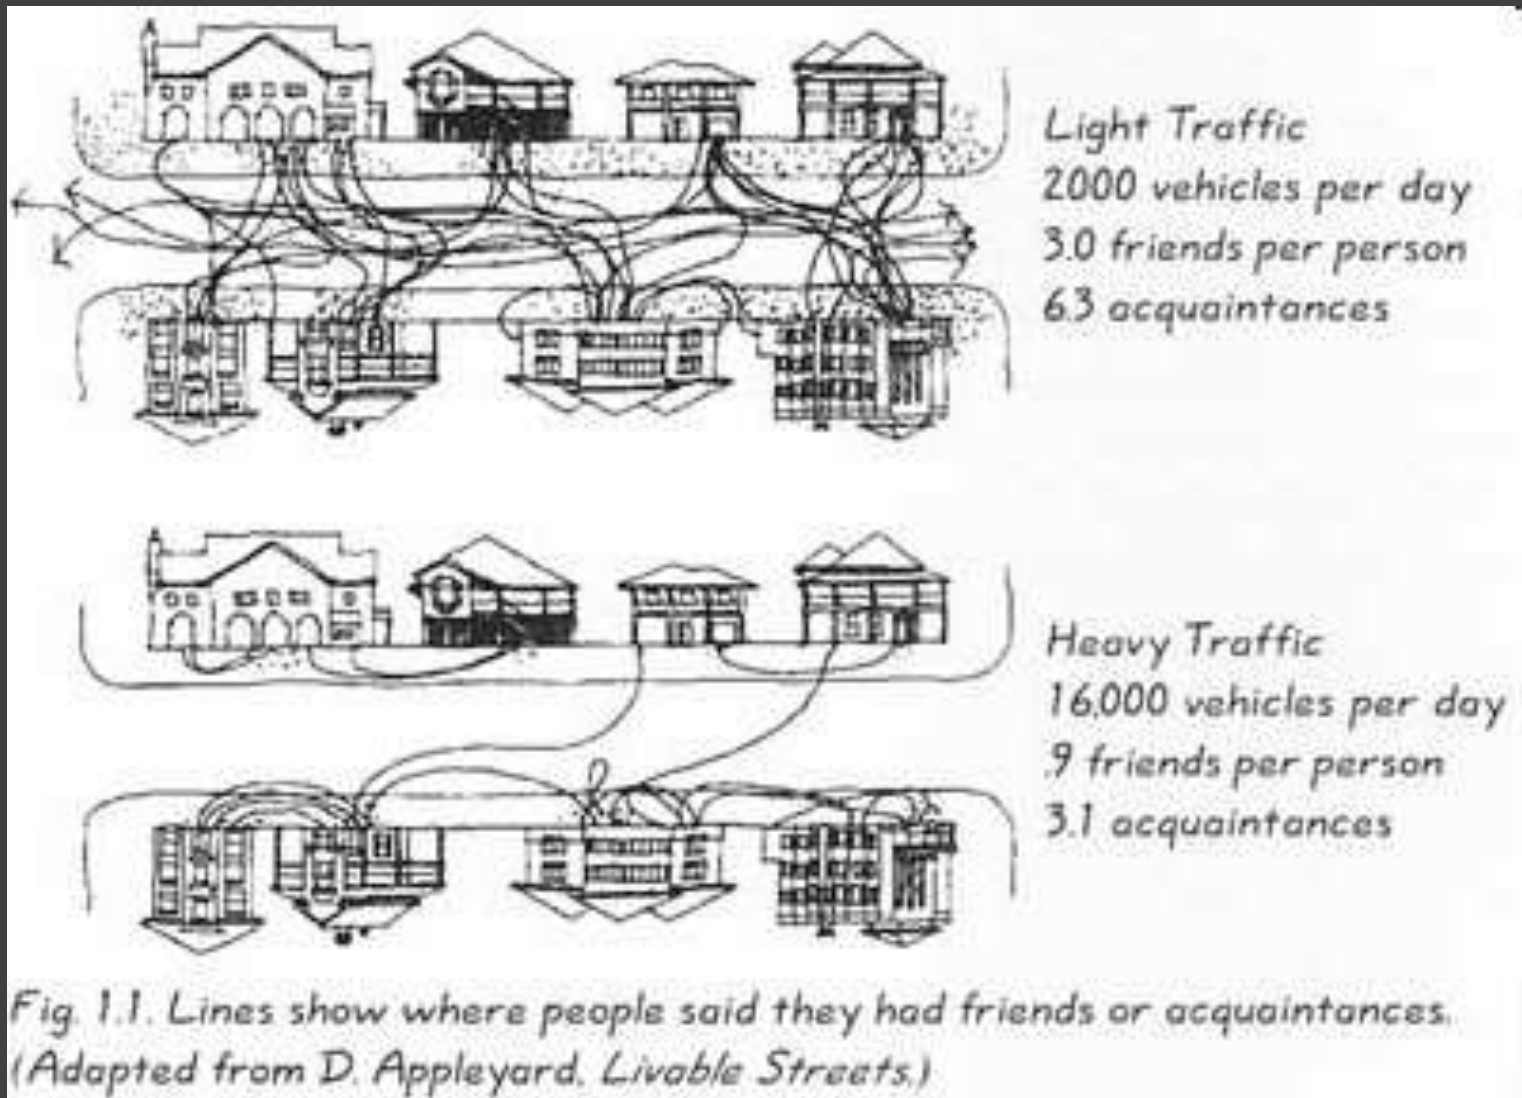 Light Traffic
2000 vehicles per day
3.0 friends per person
6.3 acquaintances
Heavy Traffic
16,000 vehicles per day
.9 friends per person
3.1 acquaintances
Fig. 1.1. Lines show where people said they had friends or acquaintances.
(Adapted from D. Appleyard, Livable Streets.)